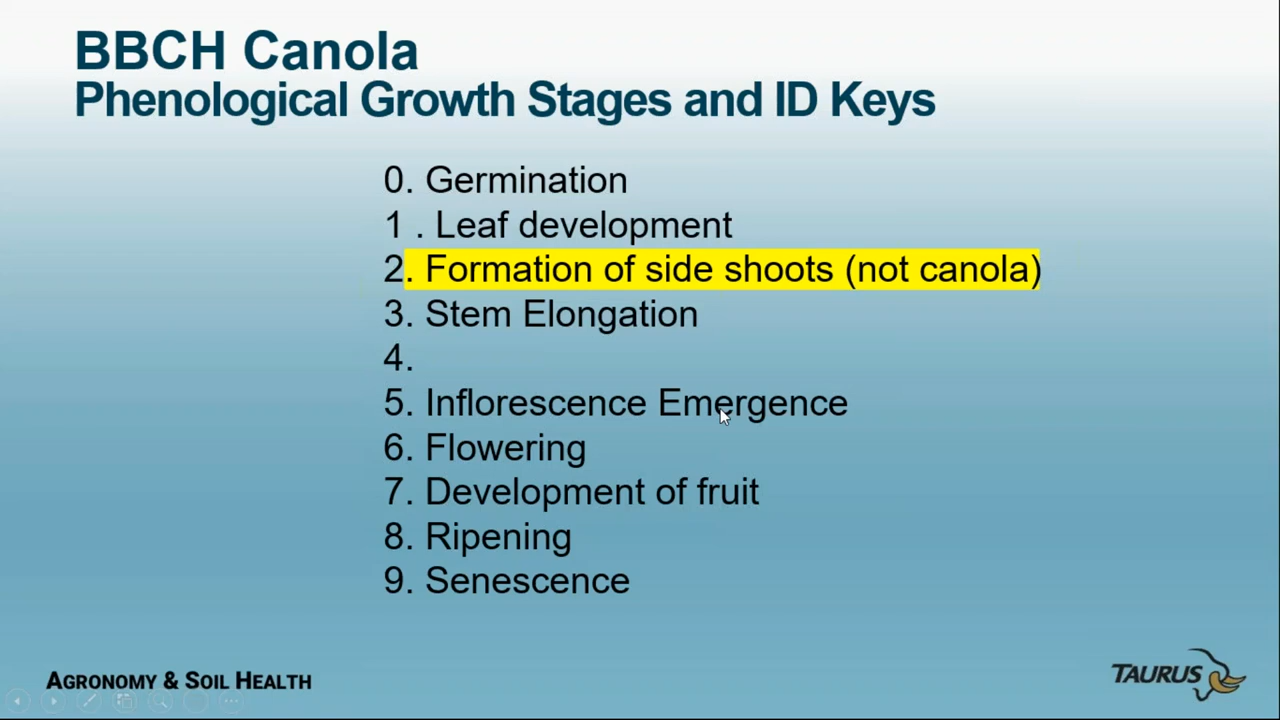 BBCH Canola
Phenological Growth Stages and ID Keys
0. Germination
1 . Leaf development
2. Formation of side shoots (not canola)
3. Stem Elongation
4.
5. Inflorescence Emergence
6. Flowering
7. Development of fruit
8. Ripening
9. Senescence
AGRONOMY & SOIL HEALTH
TAURUS